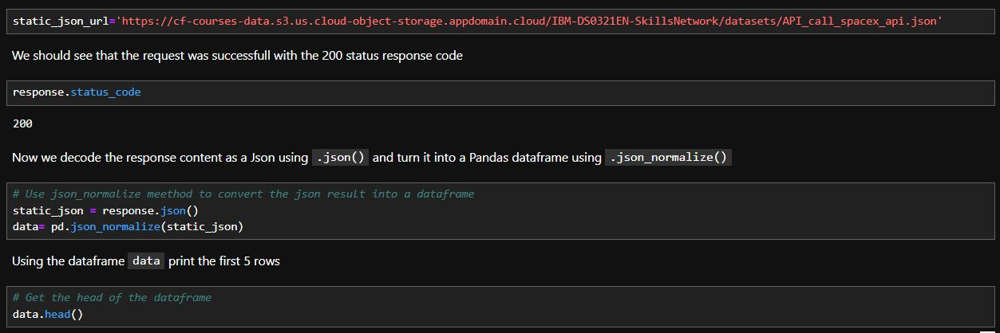 static_json_url='https://cf-courses-data.s3.us.cloud-object-storage.appdomain.cloud/IBM-DS0321EN-SkillsNetwork/datasets/API_call_spacex_api.json'
We should see that the request was successfull with the 200 status response code
response.status_code
200
Now we decode the response content as a Json using .json() and turn it into a Pandas dataframe using .json_normalize()
# Use json_normalize meethod to convert the json result into a dataframe
static_json = response.json()
data= pd.json_normalize(static_json)
Using the dataframe data print the first 5 rows
# Get the head of the dataframe
data.head()